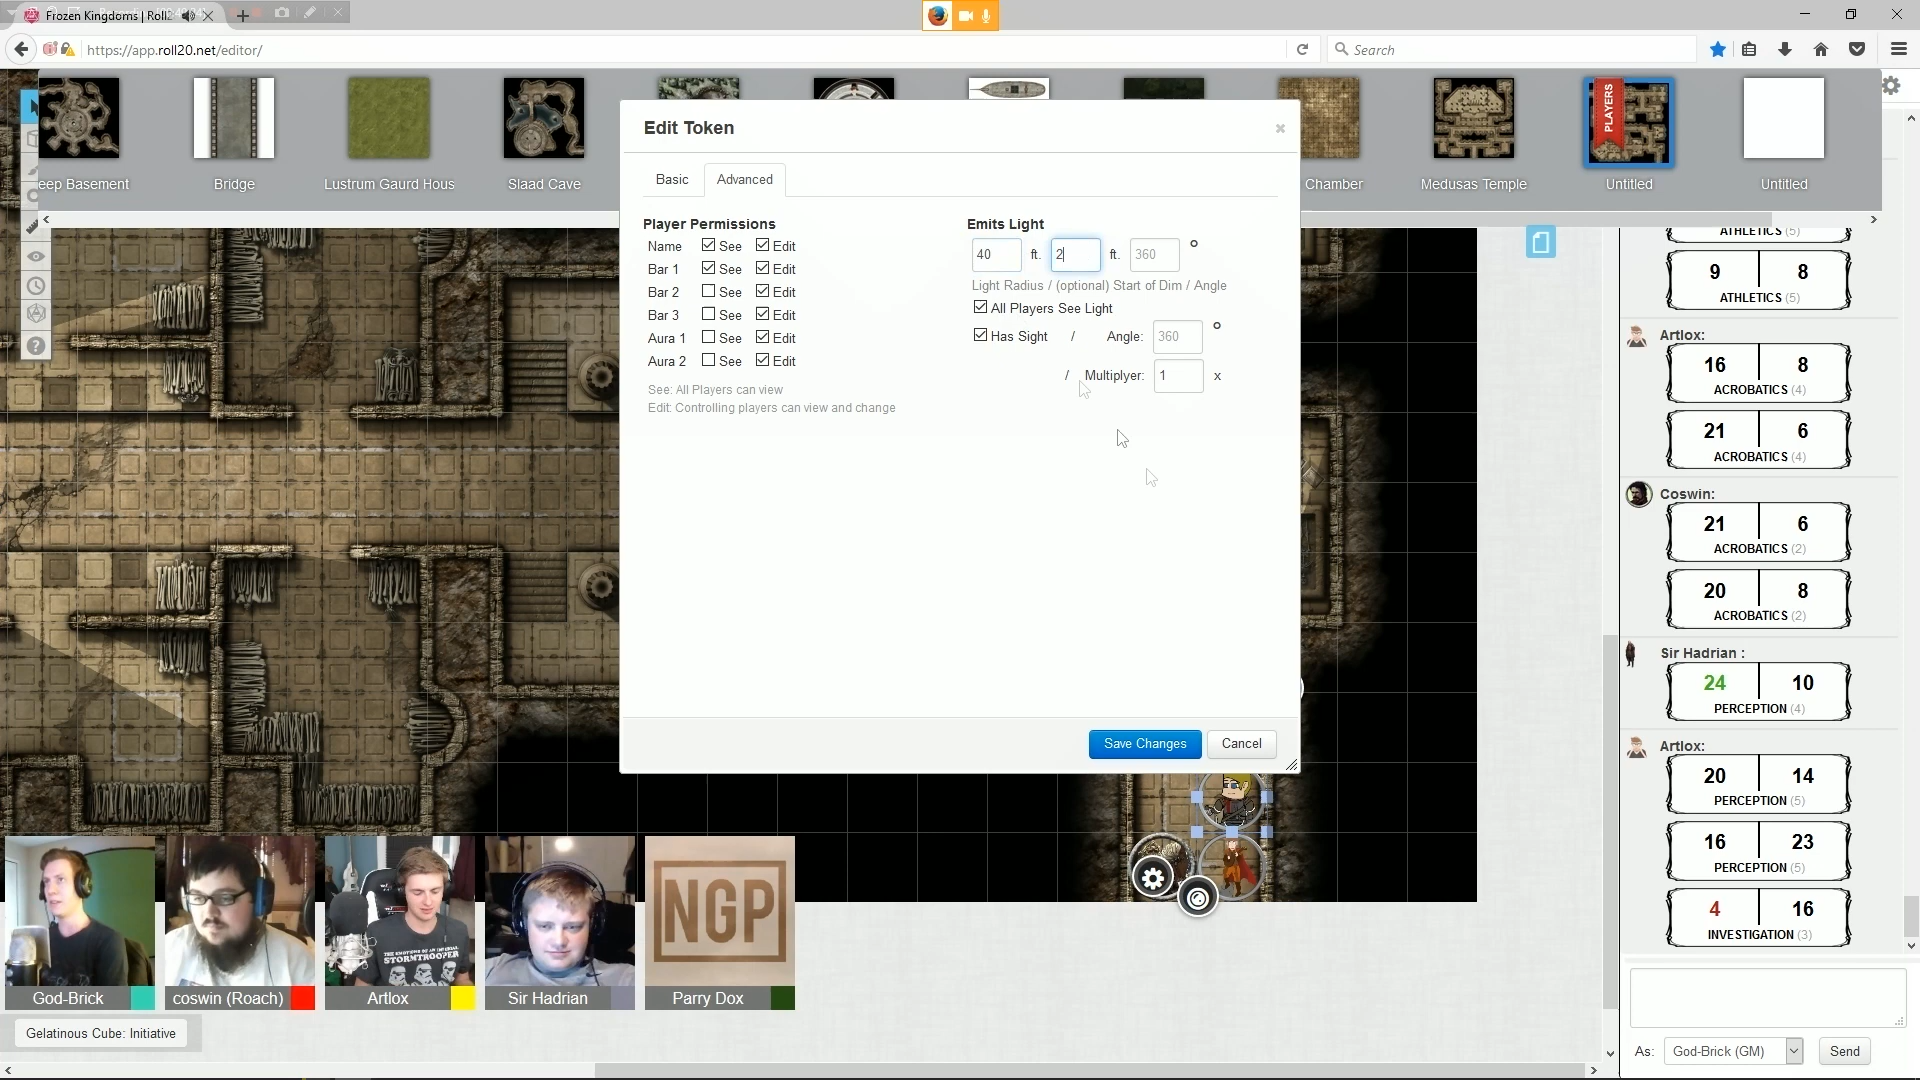 Frozen Kingdoms | Roll2
https://app.roll20.net/editor/
Search
eep Basement
Bridge
Lustrum Gaurd Hous
Slaad Cave
Chamber
Medusas Temple
PLAYERS
Untitled
Untitled
Edit Token
Basic
Advanced
Player Permissions
Name See Edit
Bar 1 See Edit
Bar 2 See Edit
Bar 3 See Edit
Aura 1 See Edit
Aura 2 See Edit
See: All Players can view
Edit: Controlling players can view and change
Emits Light
40 ft. 2 ft. 360 °
Light Radius / (optional) Start of Dim / Angle
All Players See Light
Has Sight / Angle: 360 °
/ Multiplyer: 1 x
Save Changes
Cancel
ATHLETICS (5)
9 8
ATHLETICS (5)
Artlox:
16 8
ACROBATICS (4)
21 6
ACROBATICS (4)
Coswin:
21 6
ACROBATICS (2)
20 8
ACROBATICS (2)
Sir Hadrian :
24 10
PERCEPTION (4)
Artlox:
20 14
PERCEPTION (5)
16 23
PERCEPTION (5)
4 16
INVESTIGATION (3)
As: God-Brick (GM)
Send
STORMTROOPER
NGP
God-Brick
coswin (Roach)
Artlox
Sir Hadrian
Parry Dox
Gelatinous Cube: Initiative